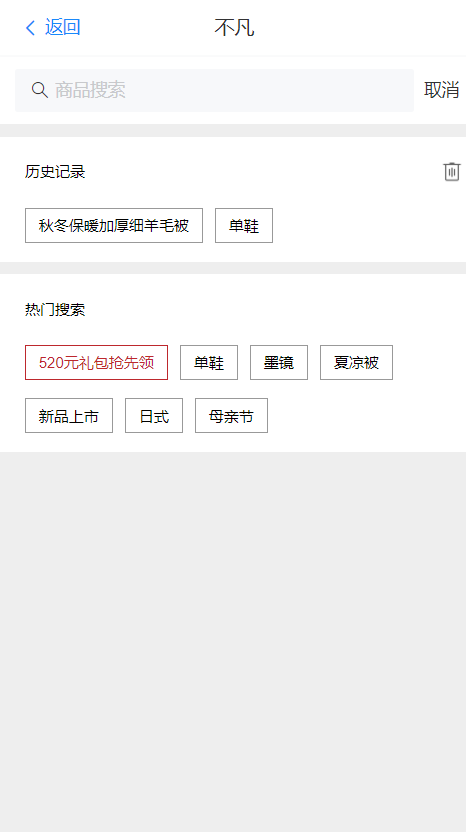 返回 不凡
商品搜索 取消
历史记录
秋冬保暖加厚细羊毛被 单鞋
热门搜索
520元礼包抢先领 单鞋 墨镜 夏凉被
新品上市 日式 母亲节